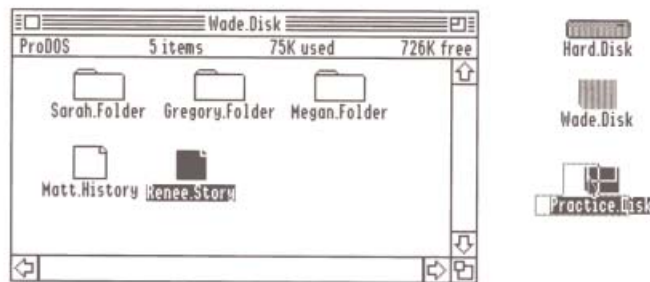 Wade.Disk
ProDOS 5 items 75K used 726K free
Sarah.Folder Gregory.Folder Megan.Folder
Matt.History Renee.Story
Hard.Disk
Wade.Disk
Practice.Disk